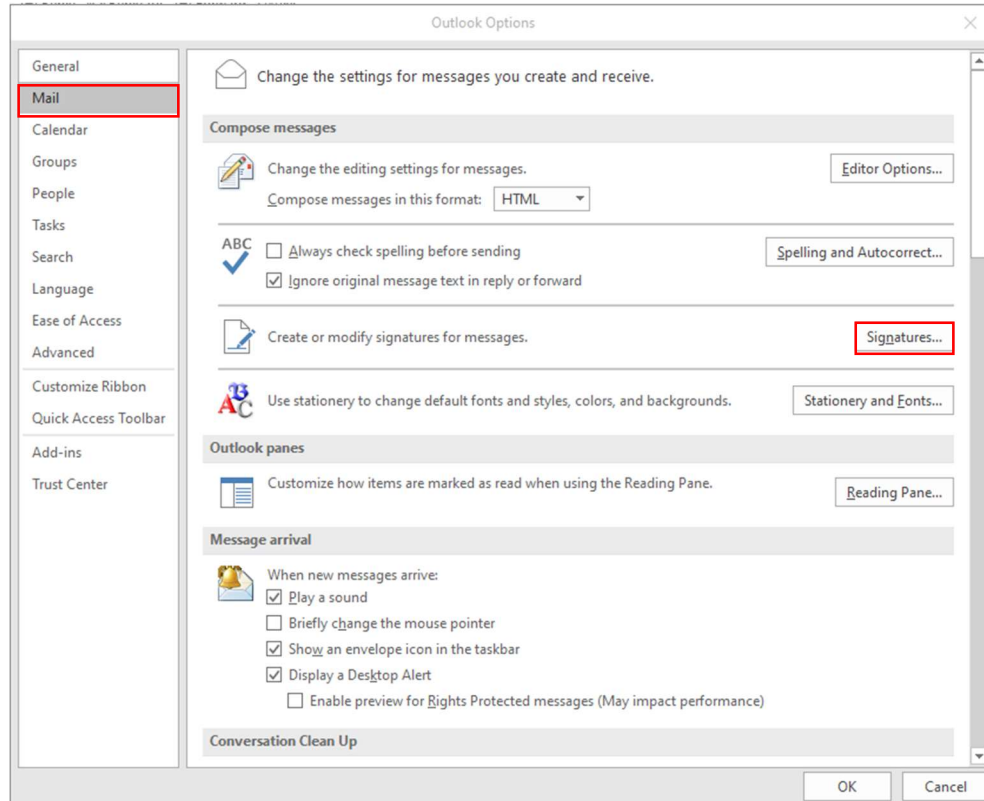 Outlook Options
General
Mail
Calendar
Groups
People
Tasks
Search
Language
Ease of Access
Advanced
Customize Ribbon
Quick Access Toolbar
Add-ins
Trust Center
Change the settings for messages you create and receive.
Compose messages
Change the editing settings for messages.
Editor Options...
Compose messages in this format: HTML
ABC
Always check spelling before sending
Spelling and Autocorrect...
Ignore original message text in reply or forward
Create or modify signatures for messages.
Signatures...
Use stationery to change default fonts and styles, colors, and backgrounds.
Stationery and Fonts...
Outlook panes
Customize how items are marked as read when using the Reading Pane.
Reading Pane...
Message arrival
When new messages arrive:
Play a sound
Briefly change the mouse pointer
Show an envelope icon in the taskbar
Display a Desktop Alert
Enable preview for Rights Protected messages (May impact performance)
Conversation Clean Up
OK
Cancel